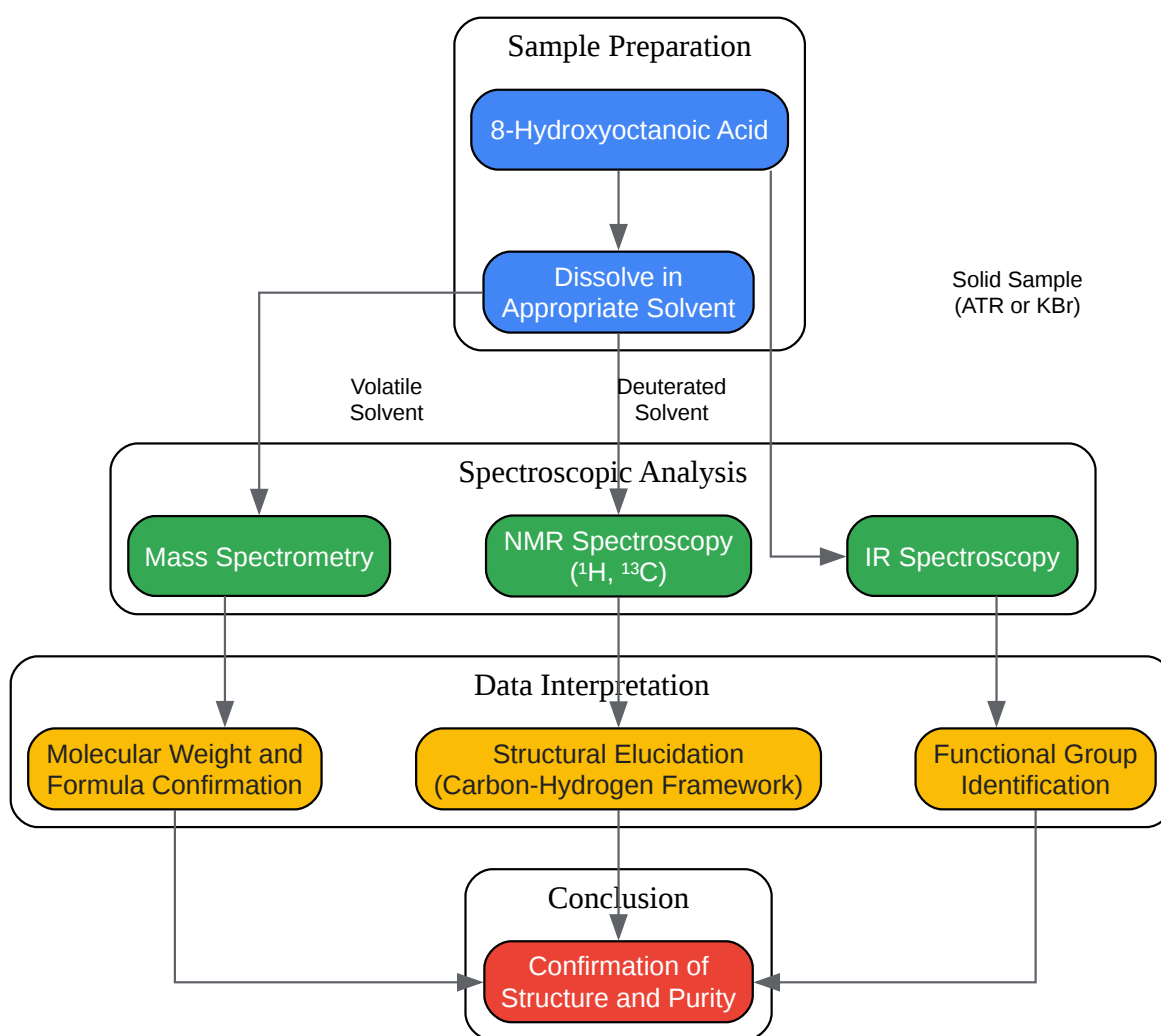 Sample Preparation
8-Hydroxyoctanoic Acid
Dissolve in
Appropriate Solvent
Solid Sample
(ATR or KBr)
Volatile
Solvent
Deuterated
Solvent
Spectroscopic Analysis
Mass Spectrometry
NMR Spectroscopy
(¹H, ¹³C)
IR Spectroscopy
Data Interpretation
Molecular Weight and
Formula Confirmation
Structural Elucidation
(Carbon-Hydrogen Framework)
Functional Group
Identification
Conclusion
Confirmation of
Structure and Purity